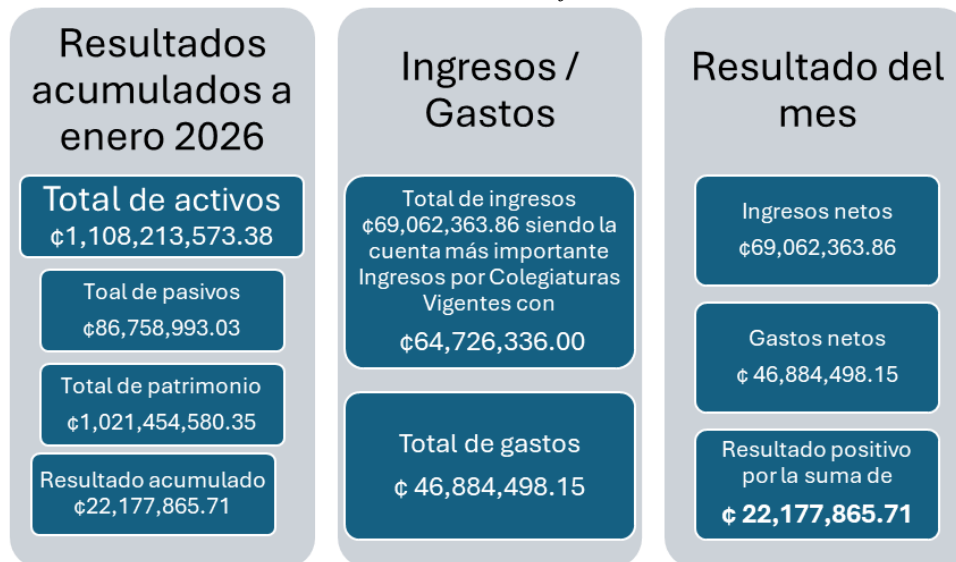 Resultados
acumulados a
enero 2026
Total de activos
¢1,108,213,573.38
Toal de pasivos
¢86,758,993.03
Total de patrimonio
¢1,021,454,580.35
Resultado acumulado
¢22,177,865.71
Ingresos /
Gastos
Total de ingresos
¢69,062,363.86 siendo la
cuenta más importante
Ingresos por Colegiaturas
Vigentes con
¢64,726,336.00
Total de gastos
¢ 46,884,498.15
Resultado del
mes
Ingresos netos
¢69,062,363.86
Gastos netos
¢ 46,884,498.15
Resultado positivo
por la suma de
¢ 22,177,865.71